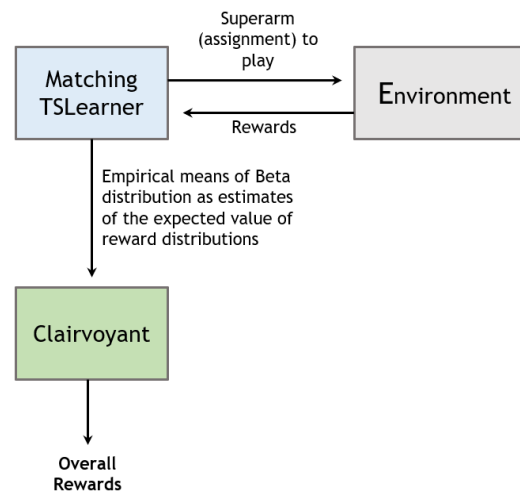 Superarm
(assignment) to
play
Matching
TSLearner
Environment
Rewards
Empirical means of Beta
distribution as estimates
of the expected value of
reward distributions
Clairvoyant
Overall
Rewards